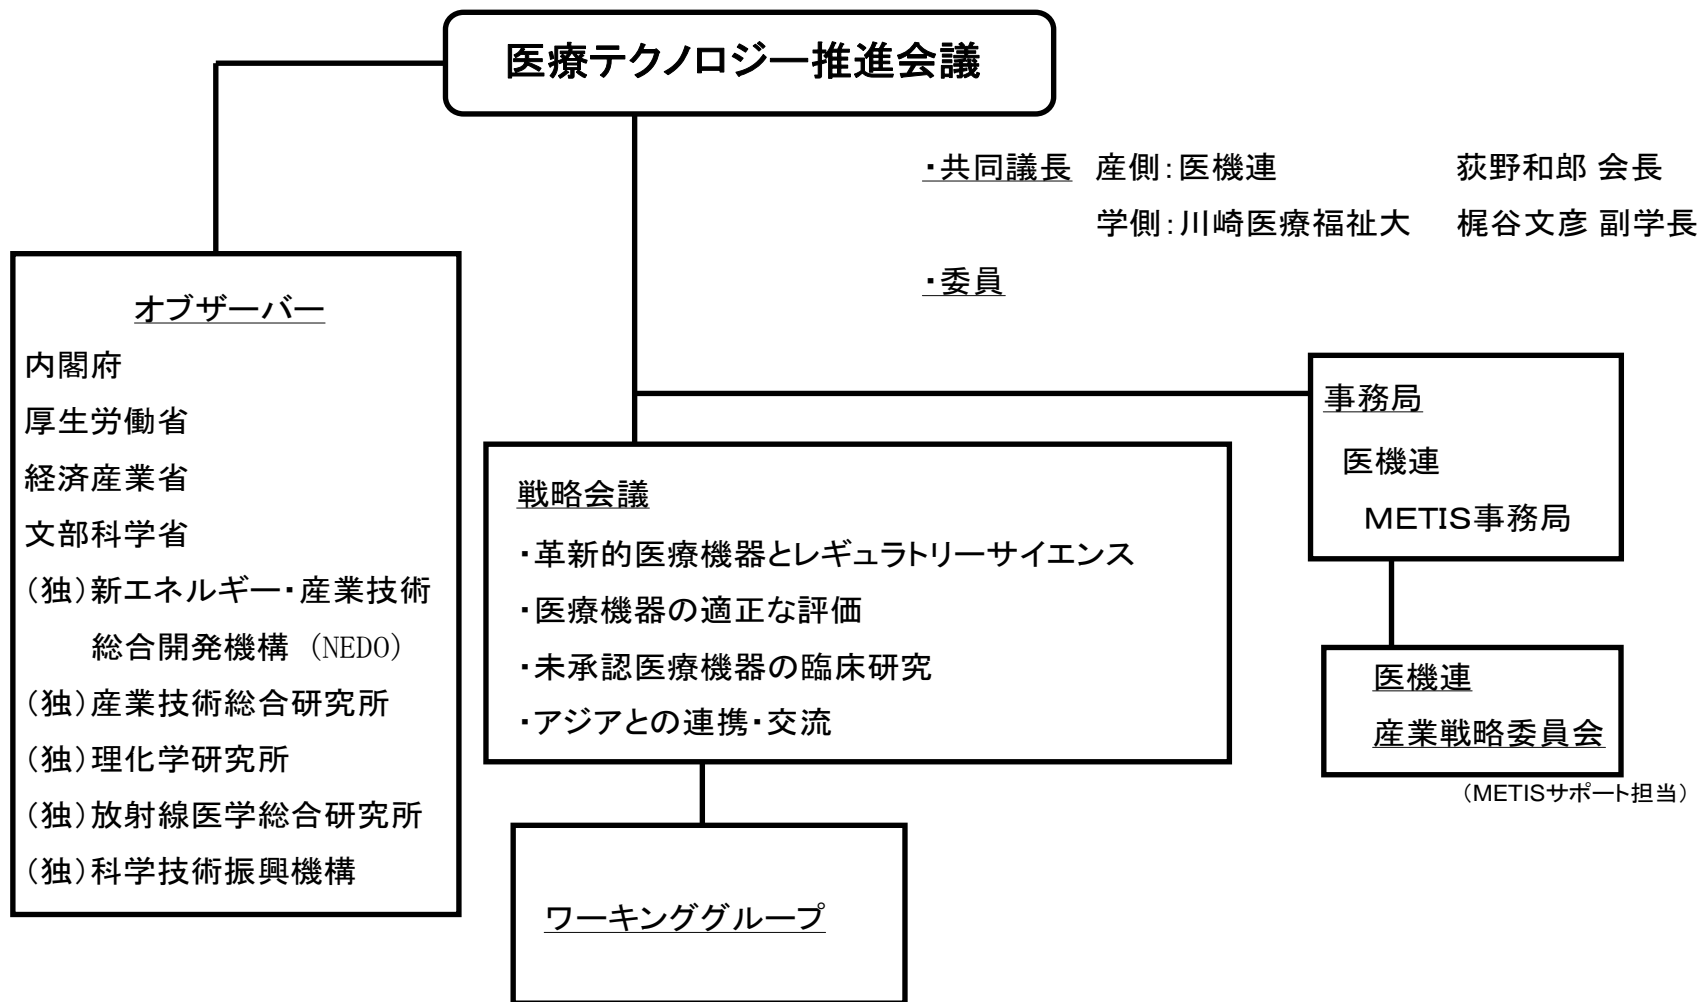 医療テクノロジー推進会議
・共同議長 産側：医機連 荻野和郎 会長
学側：川崎医療福祉大 梶谷文彦 副学長
・委員
オブザーバー
内閣府
厚生労働省
経済産業省
文部科学省
（独）新エネルギー・産業技術
総合開発機構（NEDO）
（独）産業技術総合研究所
（独）理化学研究所
（独）放射線医学総合研究所
（独）科学技術振興機構
戦略会議
・革新的医療機器とレギュラトリーサイエンス
・医療機器の適正な評価
・未承認医療機器の臨床研究
・アジアとの連携・交流
ワーキンググループ
事務局
医機連
METIS事務局
医機連
産業戦略委員会
（METISサポート担当）